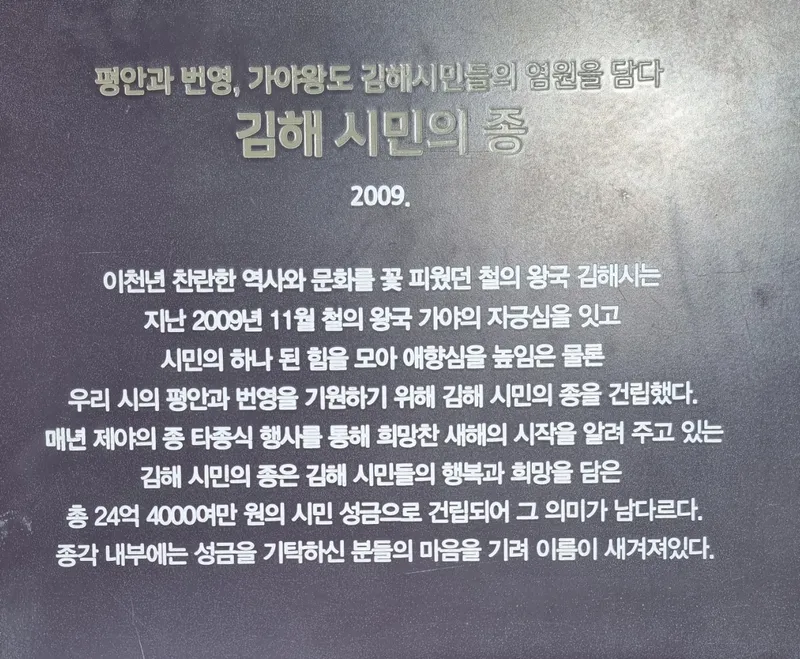 평안과 번영, 가야왕도 김해시민들의 염원을 담다
김해 시민의 종
2009.
이천년 찬란한 역사와 문화를 꽃 피웠던 철의 왕국 김해시는
지난 2009년 11월 철의 왕국 가야의 자긍심을 잇고
시민의 하나 된 힘을 모아 애향심을 높임은 물론
우리 시의 평안과 번영을 기원하기 위해 김해 시민의 종을 건립했다.
매년 제야의 종 타종식 행사를 통해 희망찬 새해의 시작을 알려 주고 있는
김해 시민의 종은 김해 시민들의 행복과 희망을 담은
총 24억 4000여만 원의 시민 성금으로 건립되어 그 의미가 남다르다.
종각 내부에는 성금을 기탁하신 분들의 마음을 기려 이름이 새겨져있다.